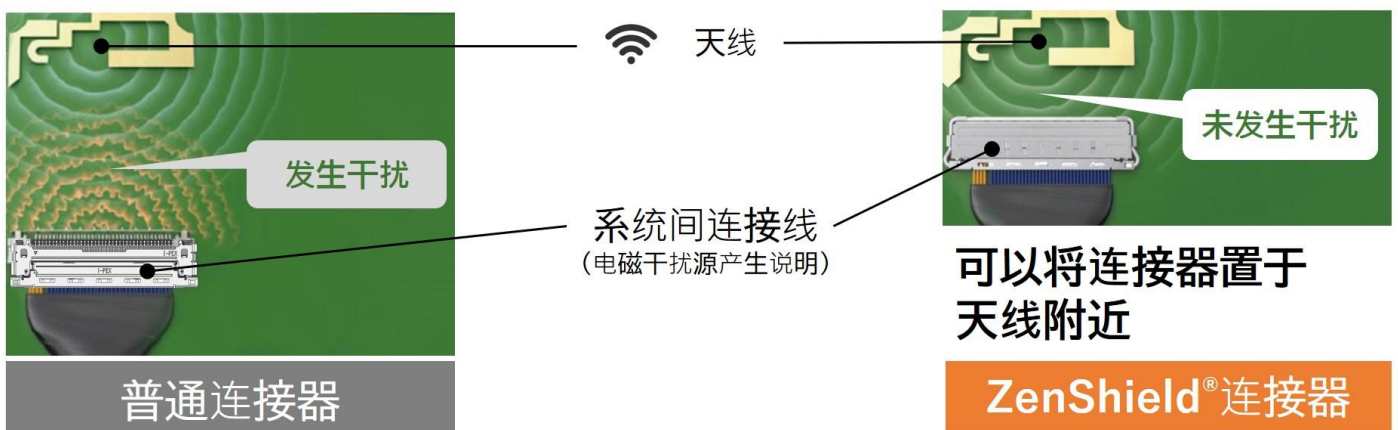 天线
发生干扰
未发生干扰
I-PEX
I-PEX
系统间连接线
（电磁干扰源产生说明）
可以将连接器置于
天线附近
普通连接器
ZenShield®连接器